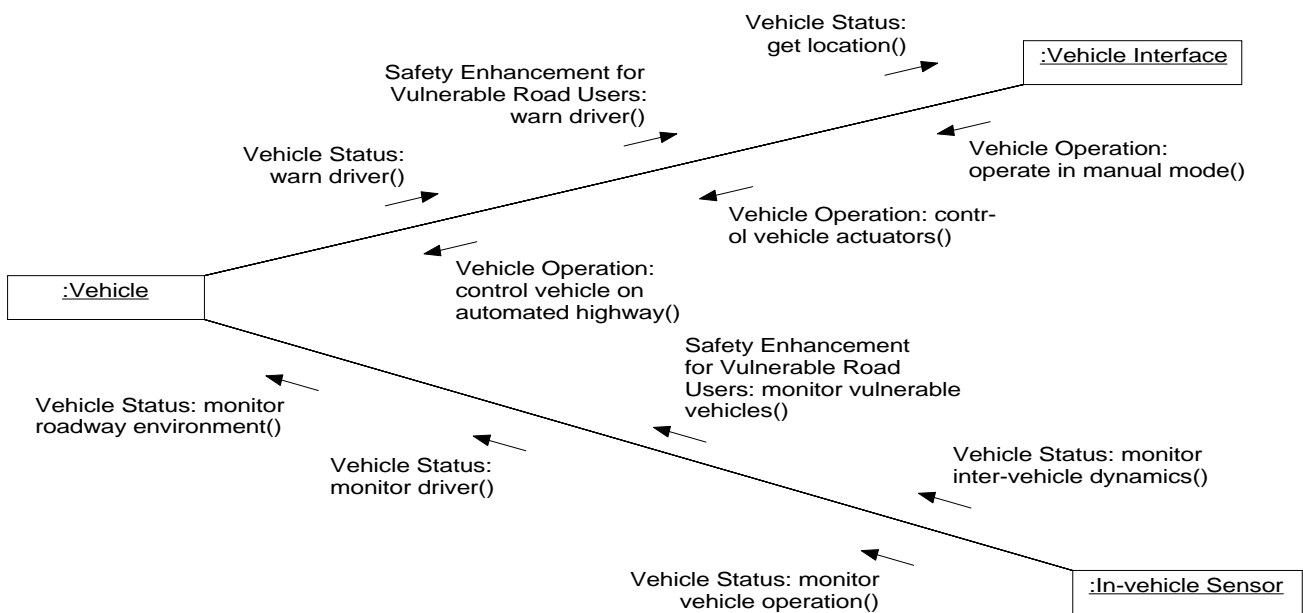 Vehicle Status:
get location()
:Vehicle Interface
Safety Enhancement for
Vulnerable Road Users:
warn driver()
Vehicle Status:
warn driver()
Vehicle Operation:
operate in manual mode()
Vehicle Operation: contr-
ol vehicle actuators()
Vehicle Operation:
control vehicle on
automated highway()
:Vehicle
Safety Enhancement
for Vulnerable Road
Users: monitor vulnerable
vehicles()
Vehicle Status: monitor
roadway environment()
Vehicle Status:
monitor driver()
Vehicle Status: monitor
inter-vehicle dynamics()
Vehicle Status: monitor
vehicle operation()
:In-vehicle Sensor